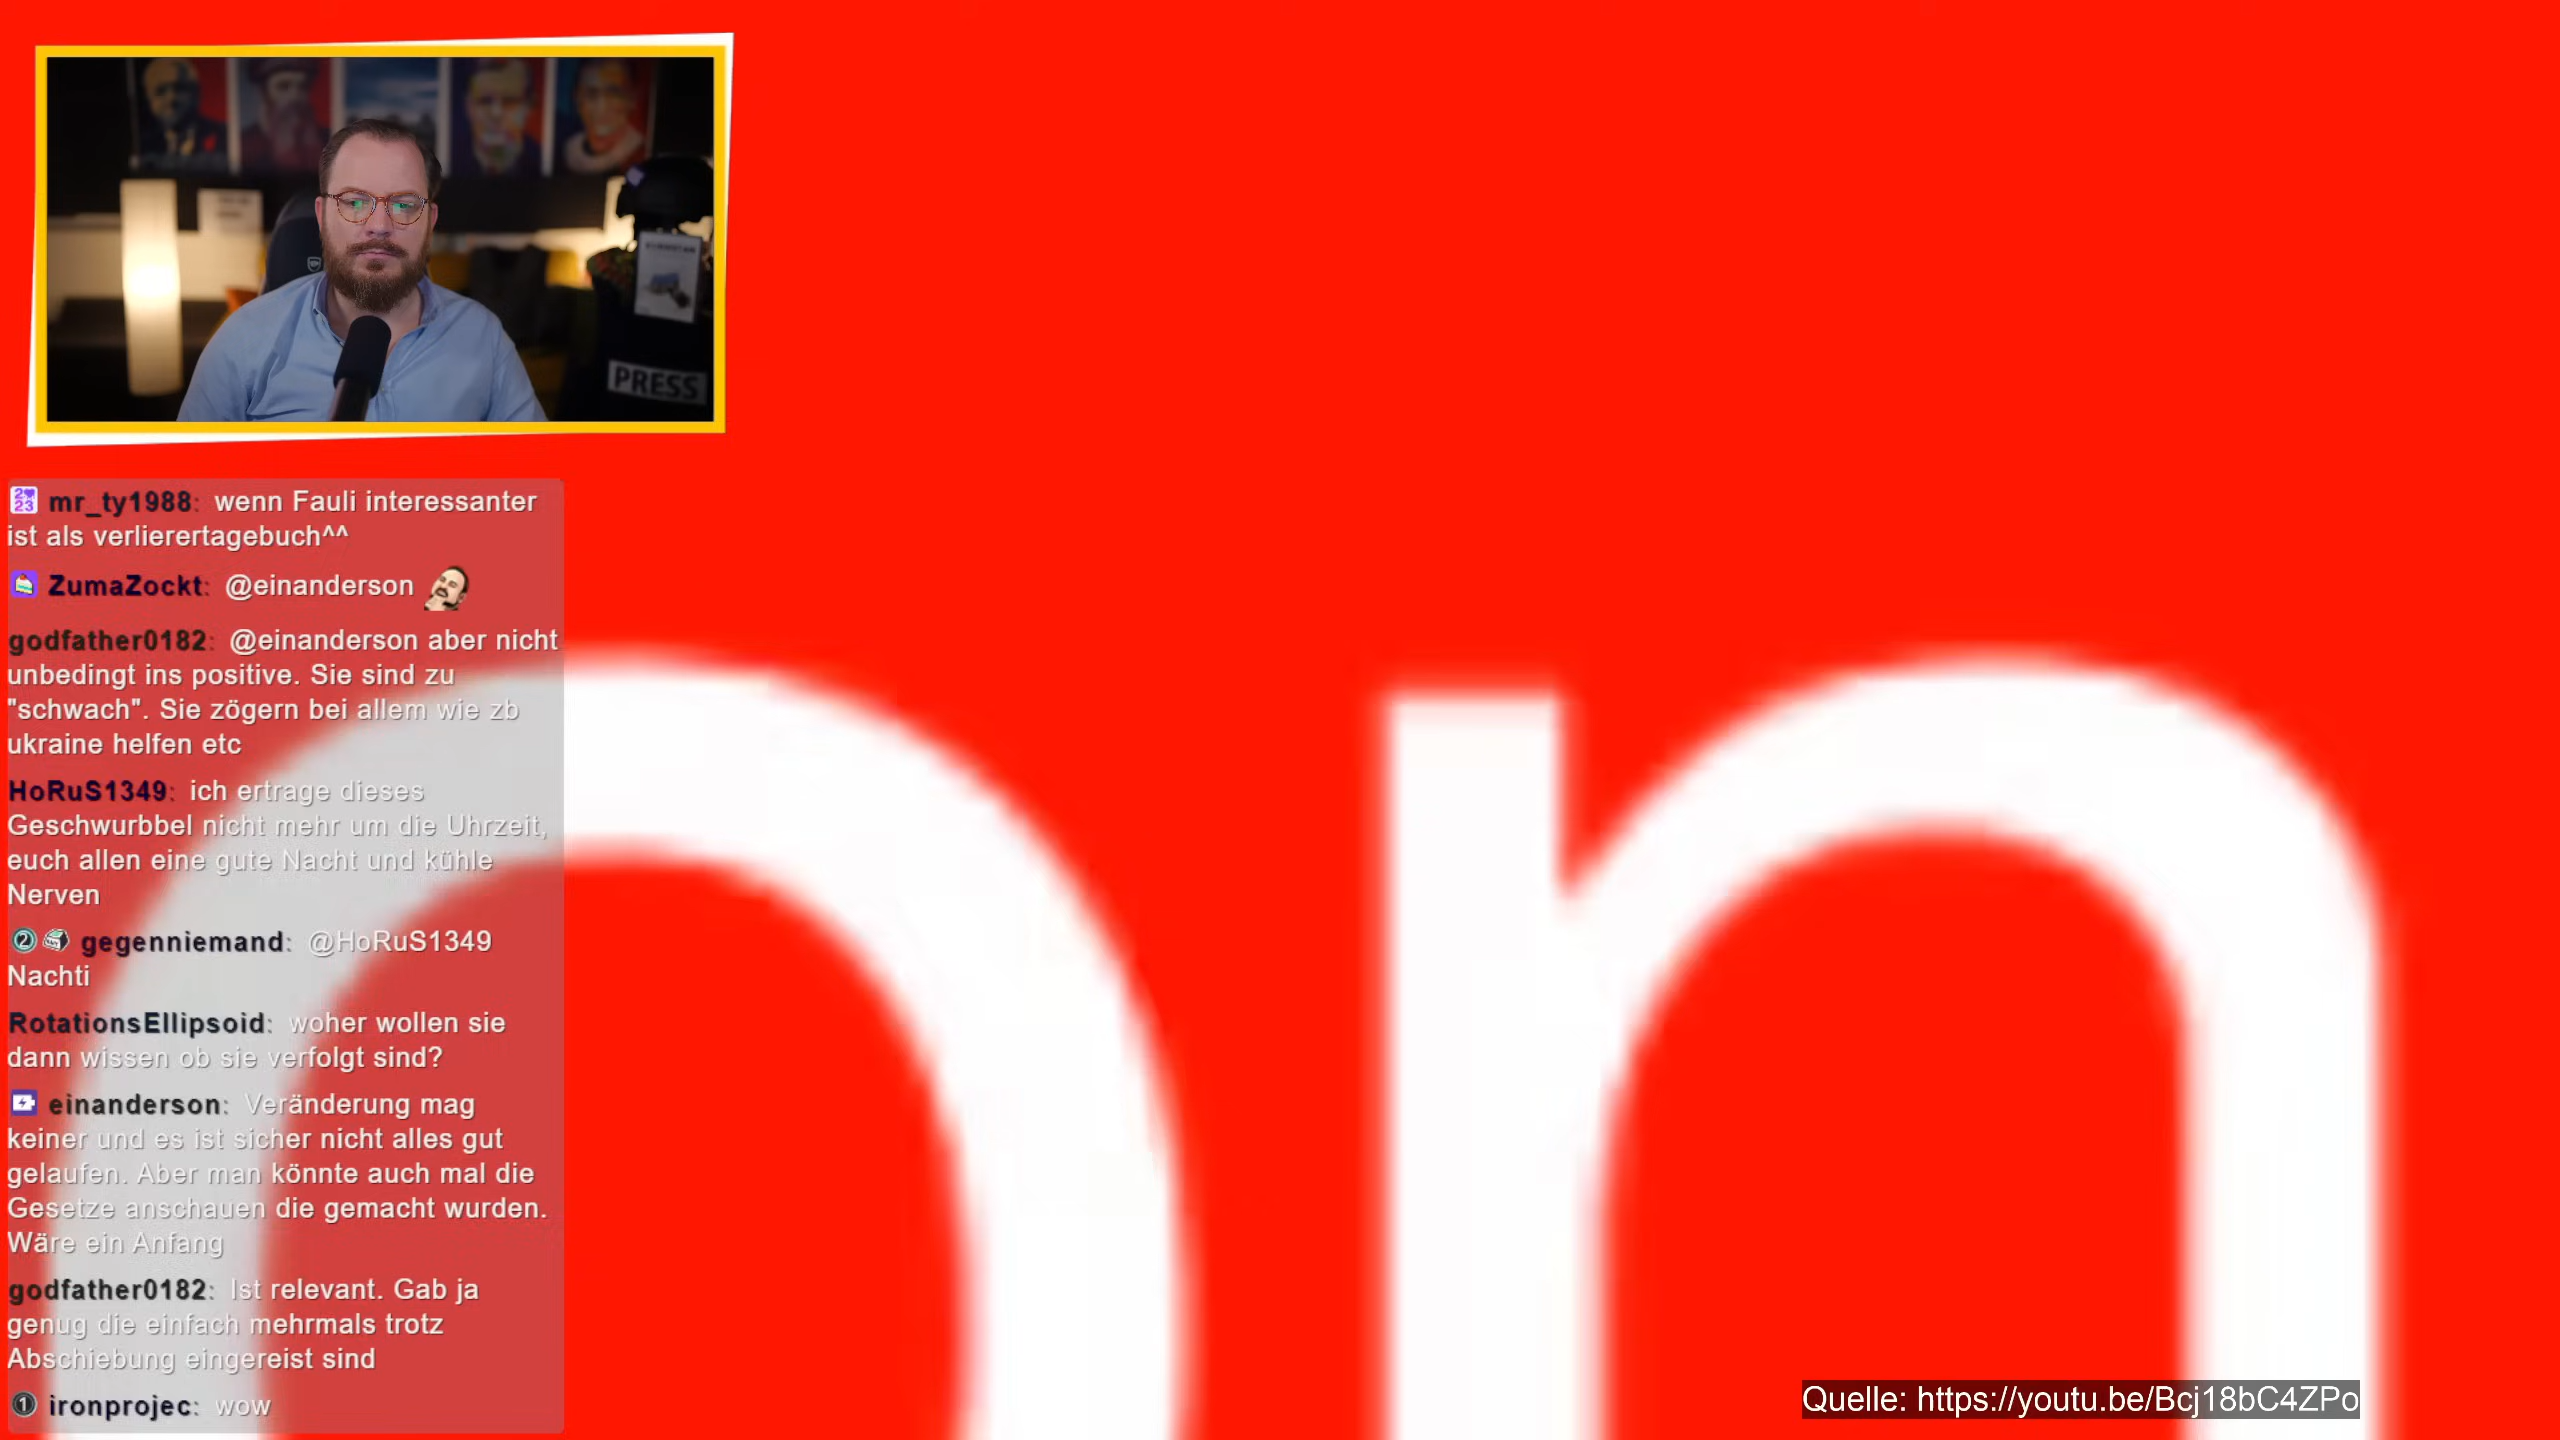 PRESS
mr_ty1988: wenn Fauli interessanter
ist als verlierertagebuch^^
ZumaZockt: @einanderson
godfather0182: @einanderson aber nicht
unbedingt ins positive. Sie sind zu
"schwach". Sie zögern bei allem wie zb
ukraine helfen etc
HoRuS1349: ich ertrage dieses
Geschwurbbel nicht mehr um die Uhrzeit,
euch allen eine gute Nacht und kühle
Nerven
gegenniemand: @HoRuS1349
Nachti
RotationsEllipsoid: woher wollen sie
dann wissen ob sie verfolgt sind?
einanderson: Veränderung mag
keiner und es ist sicher nicht alles gut
gelaufen. Aber man könnte auch mal die
Gesetze anschauen die gemacht wurden.
Wäre ein Anfang
godfather0182: Ist relevant. Gab ja
genug die einfach mehrmals trotz
Abschiebung eingereist sind
ironprojec: wow
Quelle: https://youtu.be/Bcj18bC4ZPo